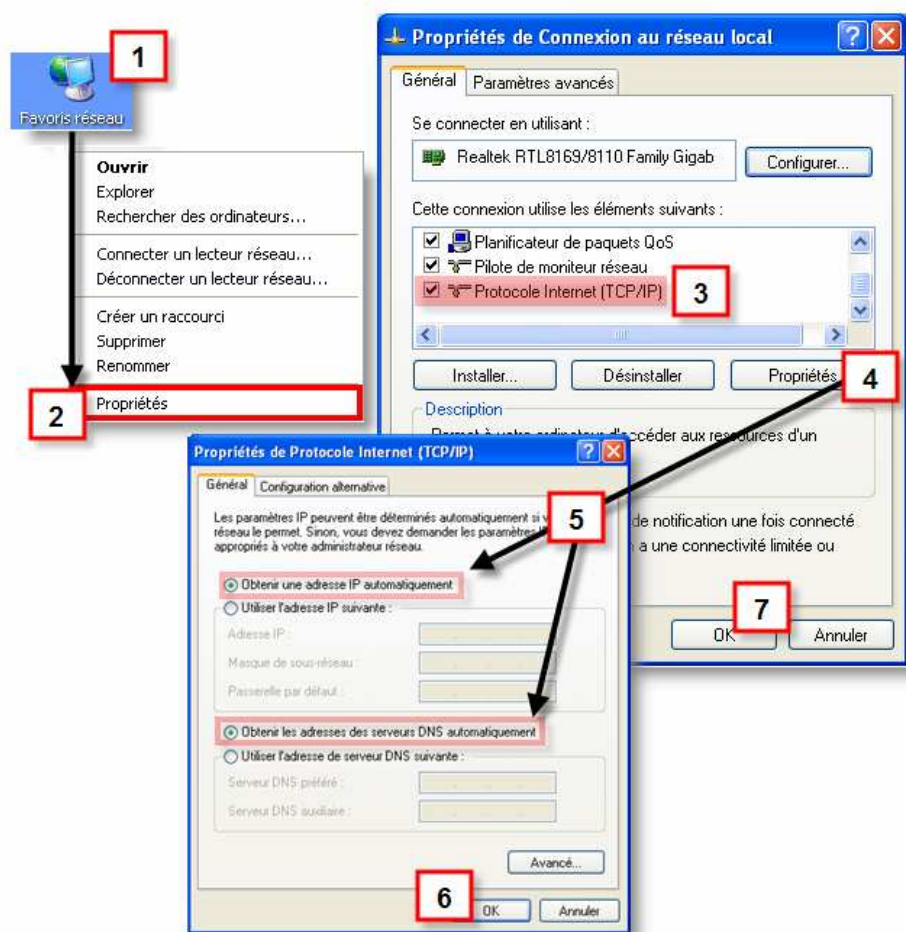 1
Favoris réseau
Ouvrir
Explorer
Rechercher des ordinateurs...
Connecter un lecteur réseau...
Déconnecter un lecteur réseau...
Créer un raccourci
Supprimer
Renommer
2
Propriétés
Propriétés de Connexion au réseau local
Général Paramètres avancés
Se connecter en utilisant :
Realtek RTL8169/8110 Family Gigab Configurer...
Cette connexion utilise les éléments suivants :
Planificateur de paquets QoS
Pilote de moniteur réseau
Protocole Internet (TCP/IP)
3
Installer... Désinstaller Propriétés
4
Description
Permet à votre ordinateur d'accéder aux ressources d'un
de notification une fois connecté
a une connectivité limitée ou
7
OK Annuler
Propriétés de Protocole Internet (TCP/IP)
Général Configuration alternative
Les paramètres IP peuvent être déterminés automatiquement si
réseau le permet. Sinon, vous devez demander les paramètres
appropriés à votre administrateur réseau.
5
Obtenir une adresse IP automatiquement
Utiliser l'adresse IP suivante :
Adresse IP :
Masque de sous-réseau :
Passerelle par défaut :
Obtenir les adresses des serveurs DNS automatiquement
Utiliser l'adresse de serveur DNS suivante :
Serveur DNS préféré :
Serveur DNS auxiliaire :
Avancé...
6
OK Annuler